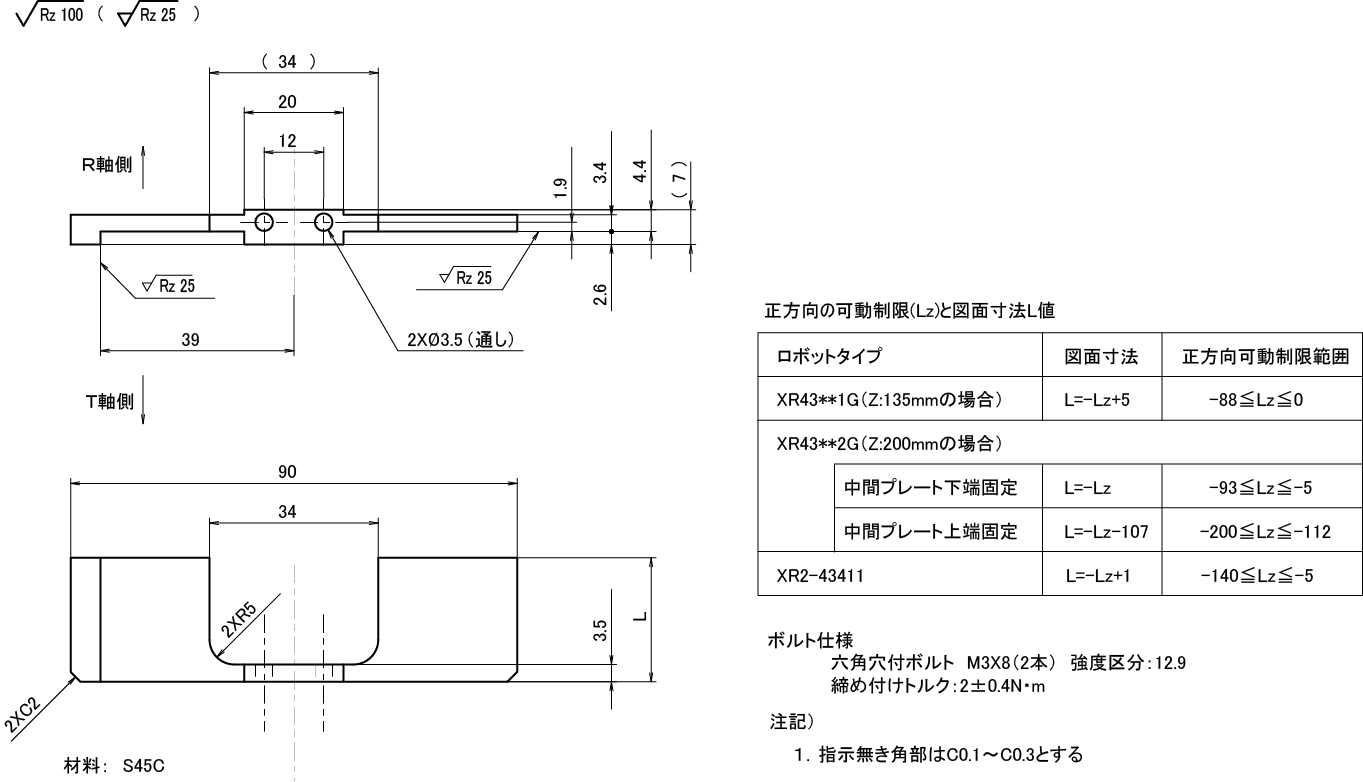 Rz 100 ( Rz 25 )
( 34 )
20
12
R軸側
1.9
3.4
4.4
( 7 )
Rz 25
Rz 25
2.6
39
2XØ3.5(通し)
T軸側
90
34
2XR5
3.5
L
2XC2
材料: S45C
正方向の可動制限(Lz)と図面寸法L値
ロボットタイプ 図面寸法 正方向可動制限範囲
XR43**1G(Z:135mmの場合) L=-Lz+5 -88≦Lz≦0
XR43**2G(Z:200mmの場合)
中間プレート下端固定 L=-Lz -93≦Lz≦-5
中間プレート上端固定 L=-Lz-107 -200≦Lz≦-112
XR2-43411 L=-Lz+1 -140≦Lz≦-5
ボルト仕様
六角穴付ボルト M3X8(2本) 強度区分:12.9
締め付けトルク:2±0.4N・m
注記)
1. 指示無き角部はC0.1~C0.3とする